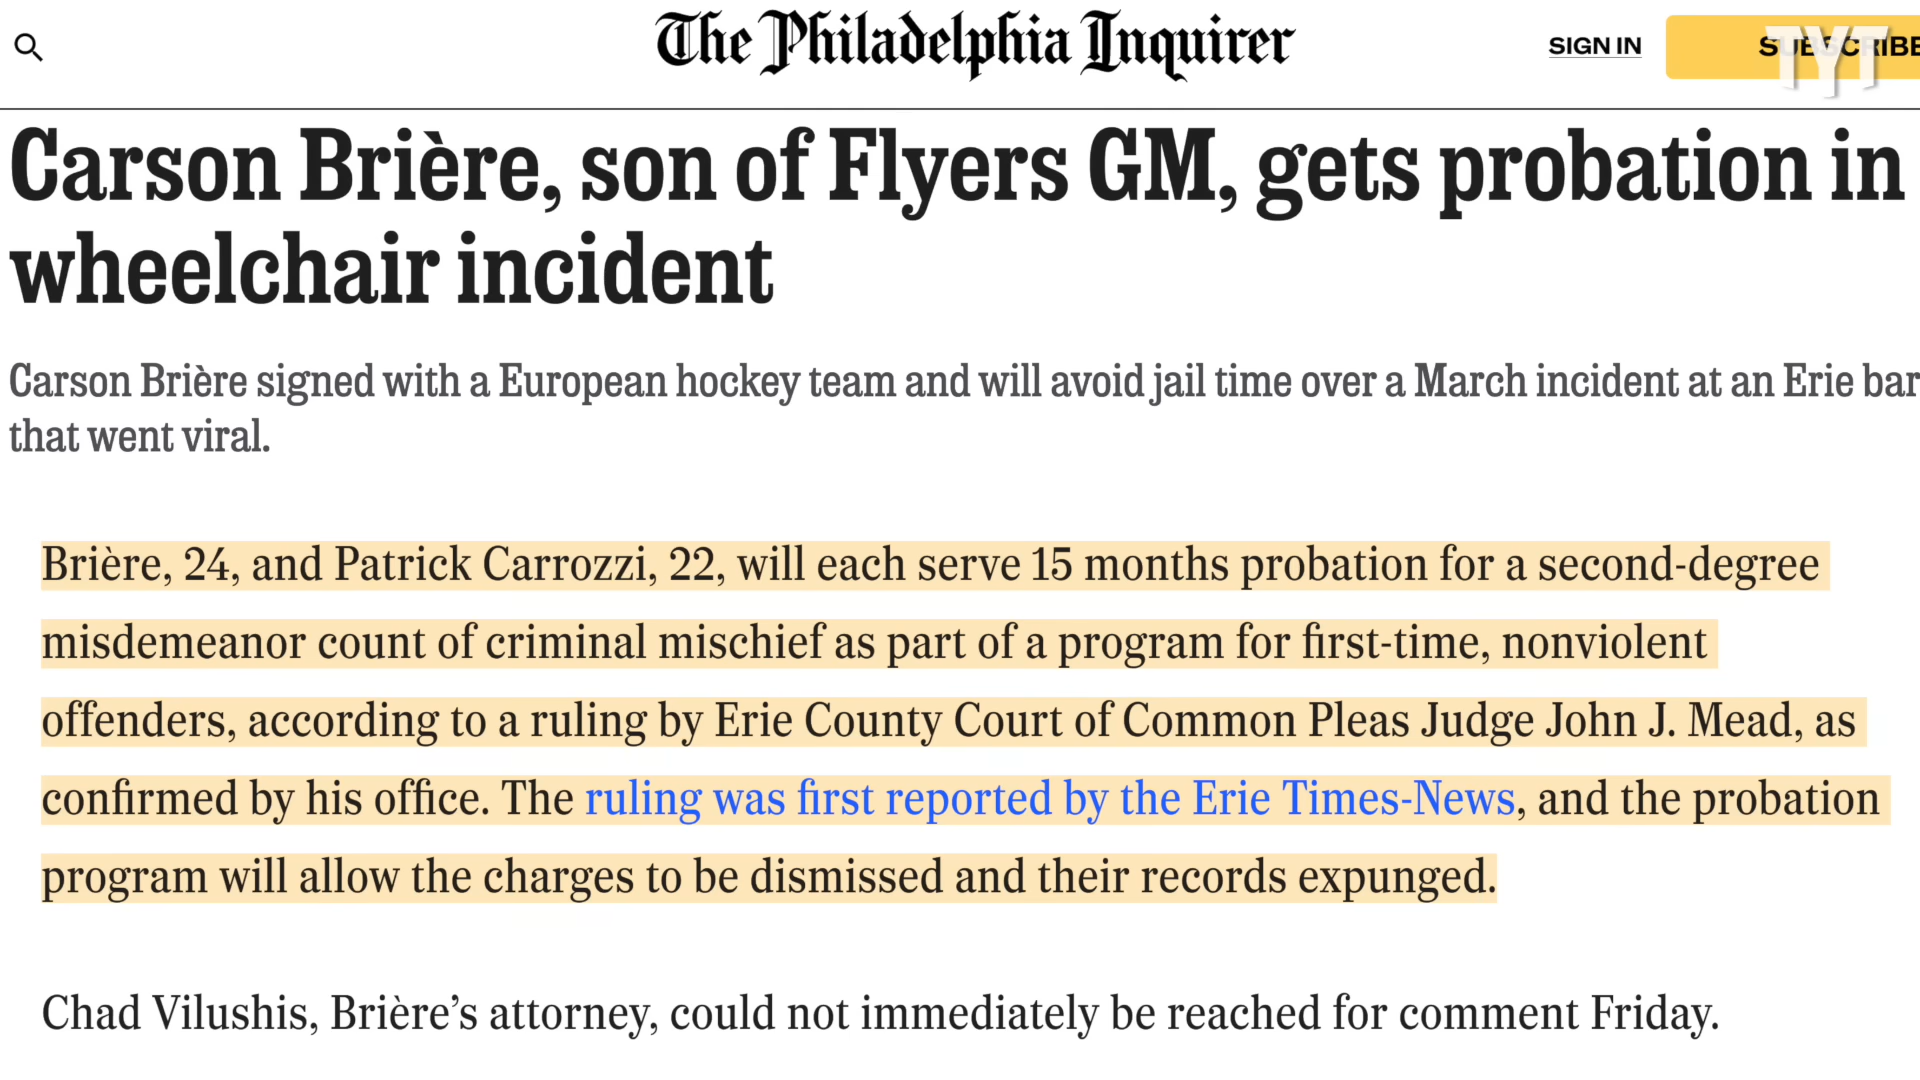 The Philadelphia Inquirer
SIGN IN
SUBSCRIBE
TYT
Carson Brière, son of Flyers GM, gets probation in
wheelchair incident
Carson Brière signed with a European hockey team and will avoid jail time over a March incident at an Erie bar
that went viral.
Brière, 24, and Patrick Carrozzi, 22, will each serve 15 months probation for a second-degree
misdemeanor count of criminal mischief as part of a program for first-time, nonviolent
offenders, according to a ruling by Erie County Court of Common Pleas Judge John J. Mead, as
confirmed by his office. The ruling was first reported by the Erie Times-News, and the probation
program will allow the charges to be dismissed and their records expunged.
Chad Vilushis, Brière’s attorney, could not immediately be reached for comment Friday.